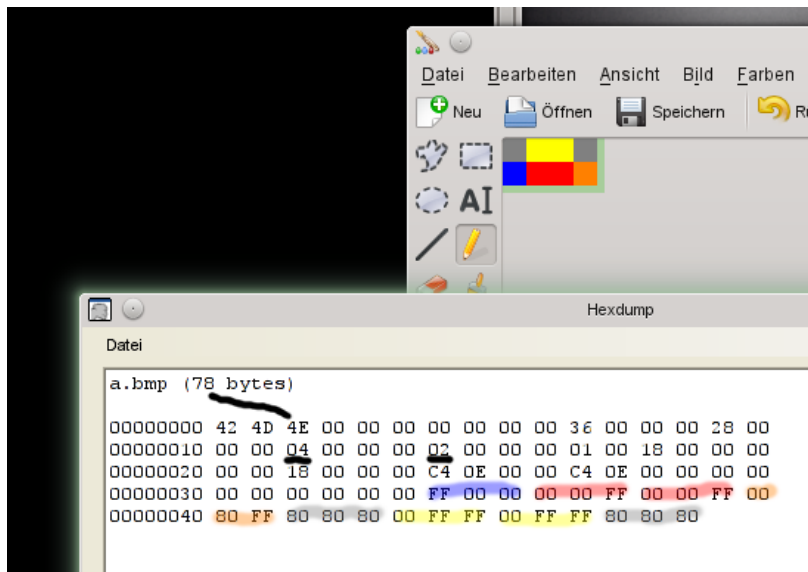 Datei Bearbeiten Ansicht Bild Farben
Neu Öffnen Speichern
AI
Hexdump
Datei
a.bmp (78 bytes)
00000000 42 4D 4E 00 00 00 00 00 00 00 36 00 00 00 28 00
00000010 00 00 04 00 00 00 02 00 00 00 01 00 18 00 00 00
00000020 00 00 18 00 00 00 C4 0E 00 00 C4 0E 00 00 00 00
00000030 00 00 00 00 00 00 FF 00 00 00 00 FF 00 00 FF 00
00000040 80 FF 80 80 80 00 FF FF 00 FF FF 80 80 80